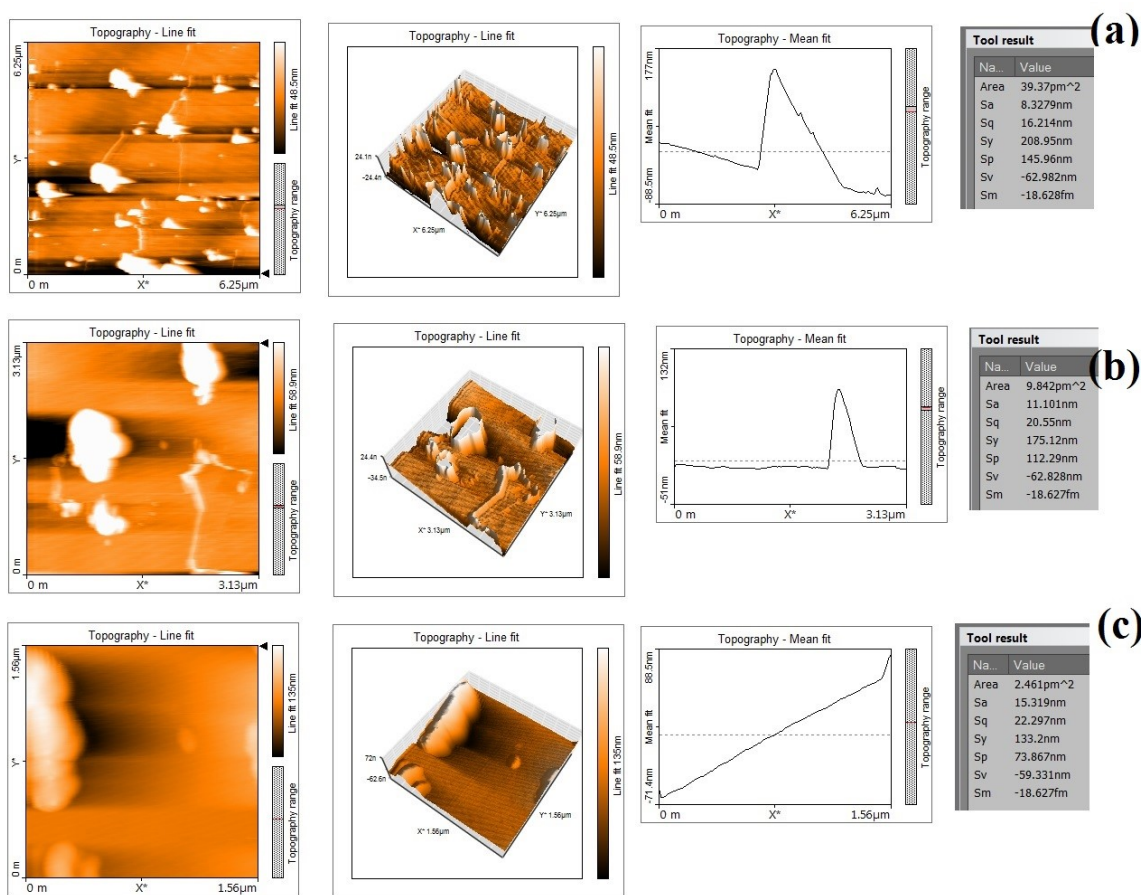 (a)
Topography - Line fit
6.25µm
Y*
0 m
0 m X* 6.25µm
Line fit 48.5nm
Topography range
Topography - Line fit
24.1n
-24.4n
X* 6.25µm
Y* 6.25µm
Line fit 48.5nm
Topography - Mean fit
177nm
Mean fit
-88.5nm
0 m X* 6.25µm
Topography range
Tool result
Na... Value
Area 39.37pm^2
Sa 8.3279nm
Sq 16.214nm
Sy 208.95nm
Sp 145.96nm
Sv -62.982nm
Sm -18.628fm
(b)
Topography - Line fit
3.13µm
Y*
0 m
0 m X* 3.13µm
Line fit 58.9nm
Topography range
Topography - Line fit
24.4n
-34.5n
X* 3.13µm
Y* 3.13µm
Line fit 58.9nm
Topography - Mean fit
132nm
Mean fit
-51nm
0 m X* 3.13µm
Topography range
Tool result
Na... Value
Area 9.842pm^2
Sa 11.101nm
Sq 20.55nm
Sy 175.12nm
Sp 112.29nm
Sv -62.828nm
Sm -18.627fm
(c)
Topography - Line fit
1.56µm
Y*
0 m
0 m X* 1.56µm
Line fit 135nm
Topography range
Topography - Line fit
72n
-62.6n
X* 1.56µm
Y* 1.56µm
Line fit 135nm
Topography - Mean fit
88.5nm
Mean fit
-71.4nm
0 m X* 1.56µm
Topography range
Tool result
Na... Value
Area 2.461pm^2
Sa 15.319nm
Sq 22.297nm
Sy 133.2nm
Sp 73.867nm
Sv -59.331nm
Sm -18.627fm